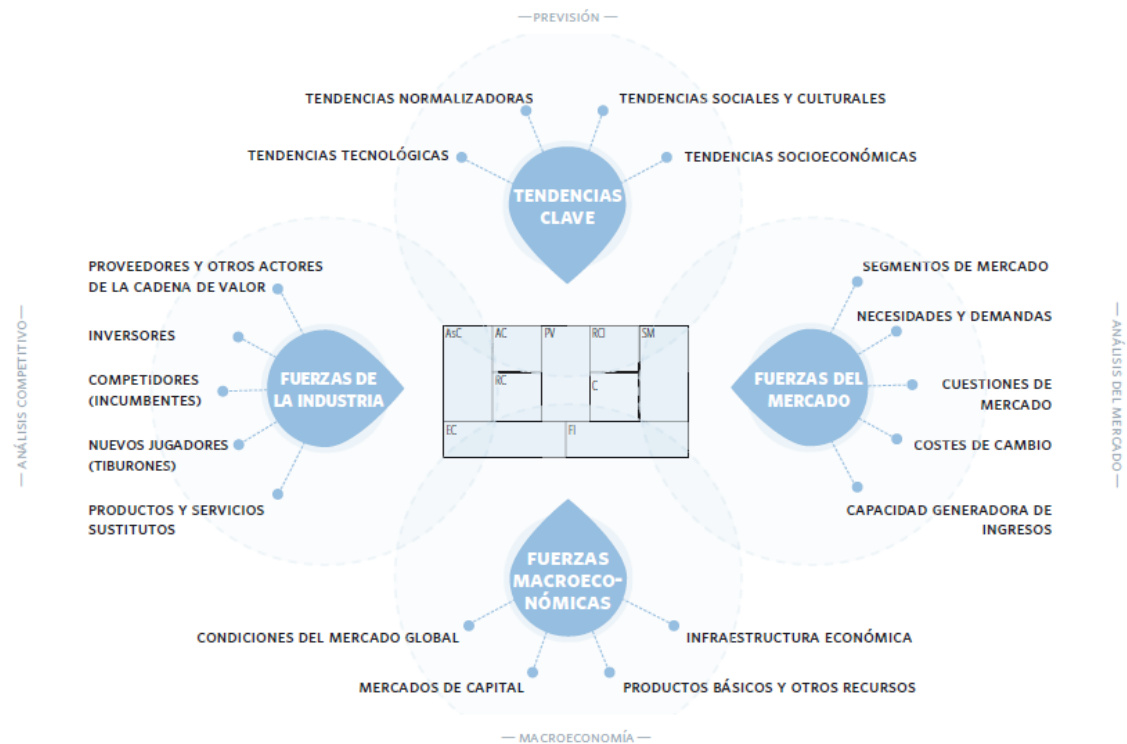 — PREVISIÓN —
TENDENCIAS NORMALIZADORAS
TENDENCIAS SOCIALES Y CULTURALES
TENDENCIAS TECNOLÓGICAS
TENDENCIAS SOCIOECONÓMICAS
TENDENCIAS
CLAVE
— ANÁLISIS COMPETITIVO —
PROVEEDORES Y OTROS ACTORES
DE LA CADENA DE VALOR
INVERSORES
COMPETIDORES
(INCUMBENTES)
NUEVOS JUGADORES
(TIBURONES)
PRODUCTOS Y SERVICIOS
SUSTITUTOS
FUERZAS DE
LA INDUSTRIA
AsC
AC
PV
RCl
SM
RC
C
EC
FI
FUERZAS DEL
MERCADO
SEGMENTOS DE MERCADO
NECESIDADES Y DEMANDAS
CUESTIONES DE
MERCADO
COSTES DE CAMBIO
CAPACIDAD GENERADORA DE
INGRESOS
— ANÁLISIS DEL MERCADO —
FUERZAS
MACROECO-
NÓMICAS
CONDICIONES DEL MERCADO GLOBAL
INFRAESTRUCTURA ECONÓMICA
MERCADOS DE CAPITAL
PRODUCTOS BÁSICOS Y OTROS RECURSOS
— MACROECONOMÍA —